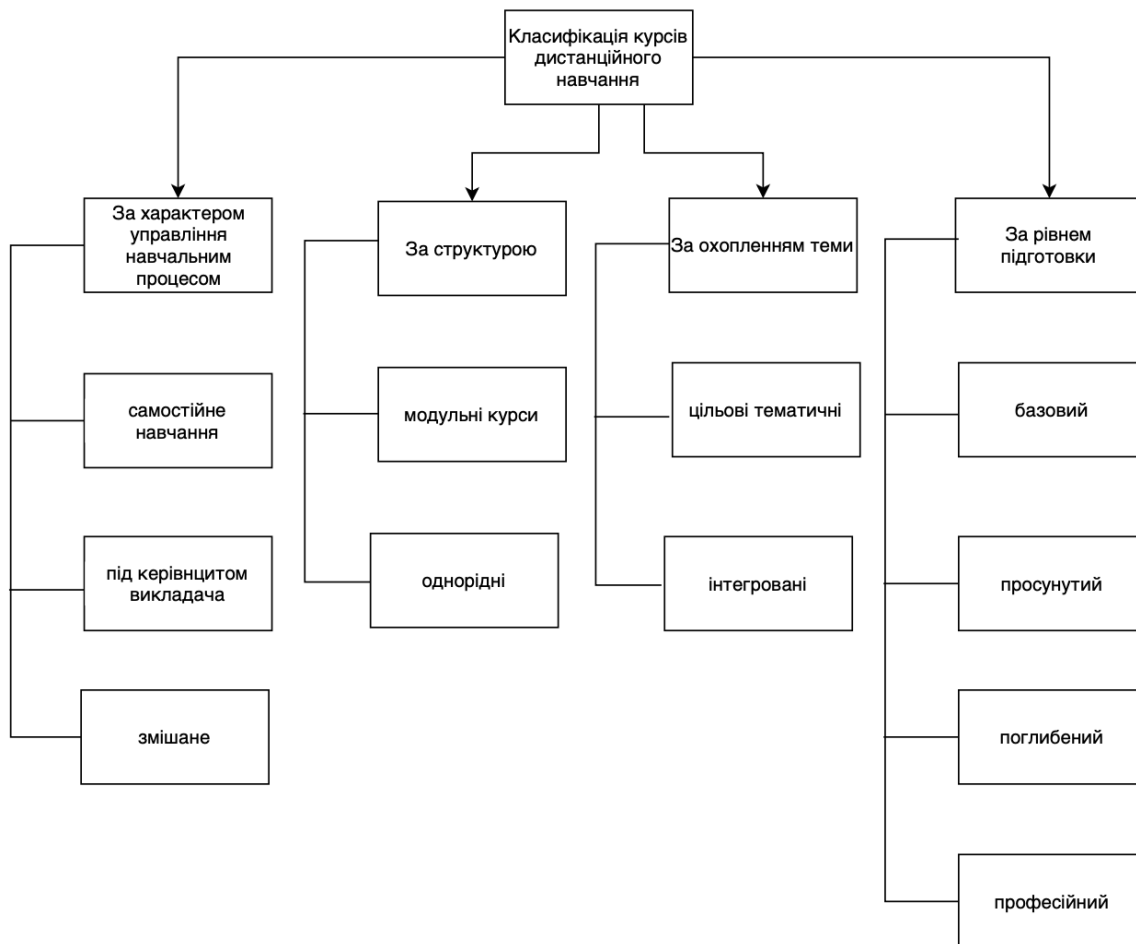 Класифікація курсів
дистанційного
навчання
За характером
управління
навчальним
процесом
За структурою
За охопленням теми
За рівнем
підготовки
самостійне
навчання
модульні курси
цільові тематичні
базовий
під керівнцитом
викладача
однорідні
інтегровані
просунутий
змішане
поглибений
професійний